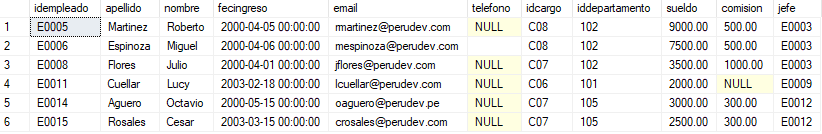 idempleado apellido nombre fecingreso email telefono idcargo iddepartamento sueldo comision jefe
1 E0005 Martinez Roberto 2000-04-05 00:00:00 rmartinez@perudev.com NULL C08 102 9000.00 500.00 E0003
2 E0006 Espinoza Miguel 2000-04-06 00:00:00 mespinoza@perudev.com C08 102 7500.00 500.00 E0003
3 E0008 Flores Julio 2000-04-01 00:00:00 jflores@perudev.com NULL C07 102 3500.00 1000.00 E0003
4 E0011 Cuellar Lucy 2003-02-18 00:00:00 lcuellar@perudev.com NULL C06 101 2000.00 NULL E0009
5 E0014 Aguero Octavio 2000-05-15 00:00:00 oaguero@perudev.pe NULL C07 105 3000.00 300.00 E0012
6 E0015 Rosales Cesar 2003-03-15 00:00:00 crosales@perudev.com NULL C07 105 2500.00 300.00 E0012